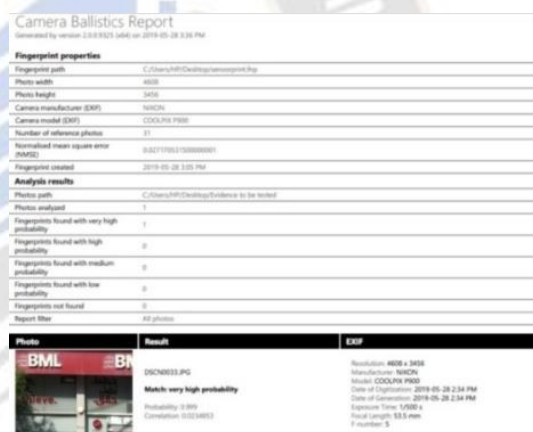 Camera Ballistics Report
Generated by version 2.0.0.9325 (x64) on 2019-05-28 3:36 PM
Fingerprint properties
Fingerprint path C:/Users/HP/Desktop/sensorprint.fnp
Photo width 4608
Photo height 3456
Camera manufacturer (EXIF) NIKON
Camera model (EXIF) COOLPIX P900
Number of reference photos 31
Normalised mean square error
(NMSE)
Fingerprint created 2019-05-28 3:05 PM
Analysis results
Photos path C:/Users/HP/Desktop/Evidence to be tested
Photos analyzed 1
Fingerprints found with very high
probability 1
Fingerprints found with high
probability 0
Fingerprints found with medium
probability 0
Fingerprints found with low
probability 0
Fingerprints not found 0
Report filter All photos
Photo Result EXIF
BML BM
DSCN0033.JPG
Match: very high probability
Probability: 0.999
Correlation: 0.0234853
Resolution: 4608 x 3456
Manufacturer: NIKON
Model: COOLPIX P900
Date of Digitization: 2019-05-28 2:34 PM
Date of Generation: 2019-05-28 2:34 PM
Exposure Time: 1/500 s
Focal Length: 53.5 mm
F-number: 5